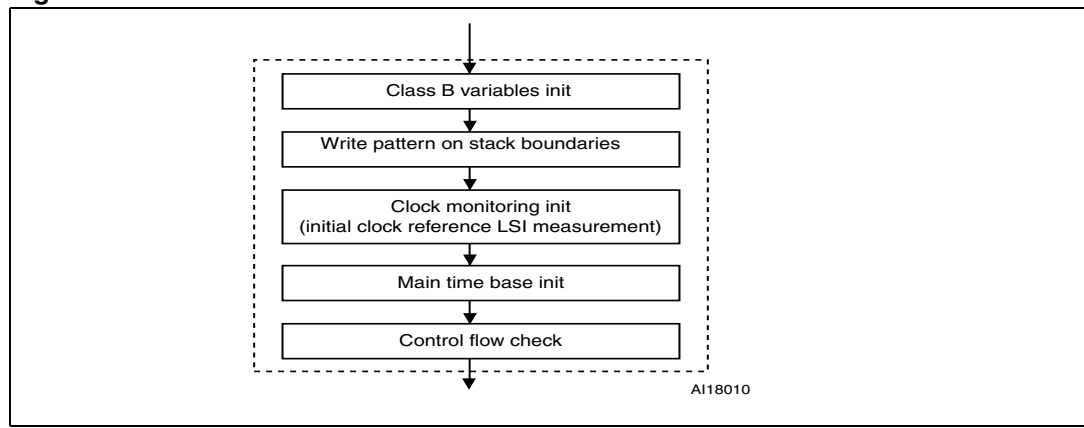 Class B variables init
Write pattern on stack boundaries
Clock monitoring init
(initial clock reference LSI measurement)
Main time base init
Control flow check
AI18010